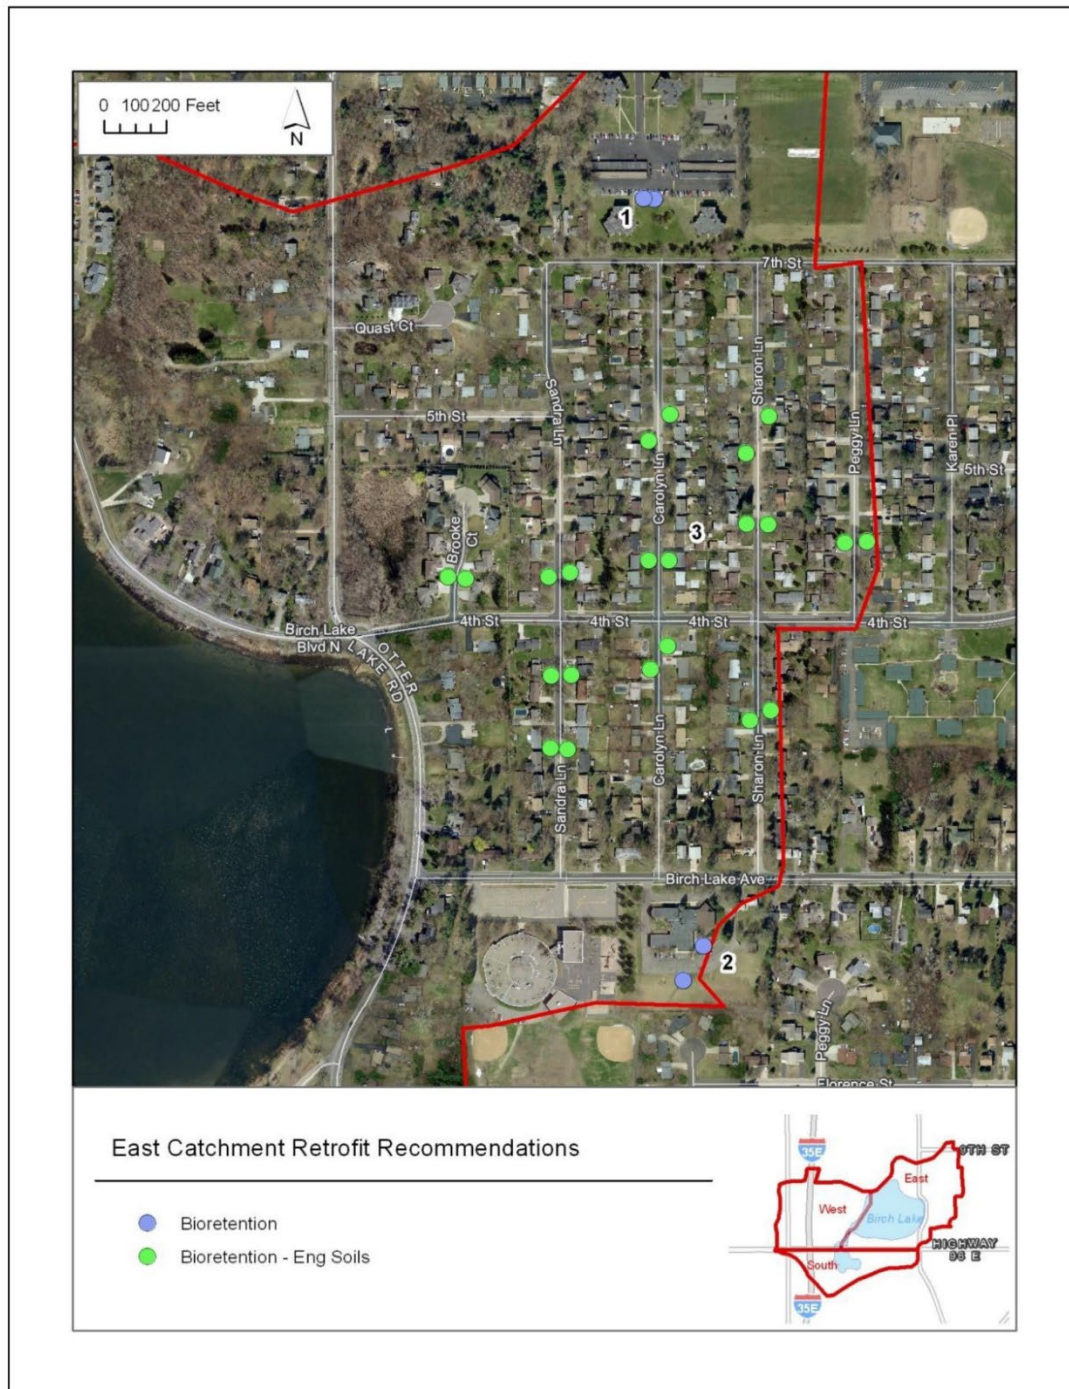 0 100 200 Feet
N
1
7th St
Quast Ct
Sharon Ln
Sandra Ln
5th St
Peggy Ln
Karen Pl
Carolyn Ln
5th St
3
Brooke
Ct
4th St
4th St
4th St
4th St
Birch Lake
Blvd N
OTTER
LAKE RD
Carolyn Ln
Sharon Ln
Sandra Ln
Birch Lake Ave
2
Peggy Ln
Florence St
East Catchment Retrofit Recommendations
Bioretention
Bioretention - Eng Soils
35E
9TH ST
East
West
Birch Lake
HIGHWAY
96 E
South
35E